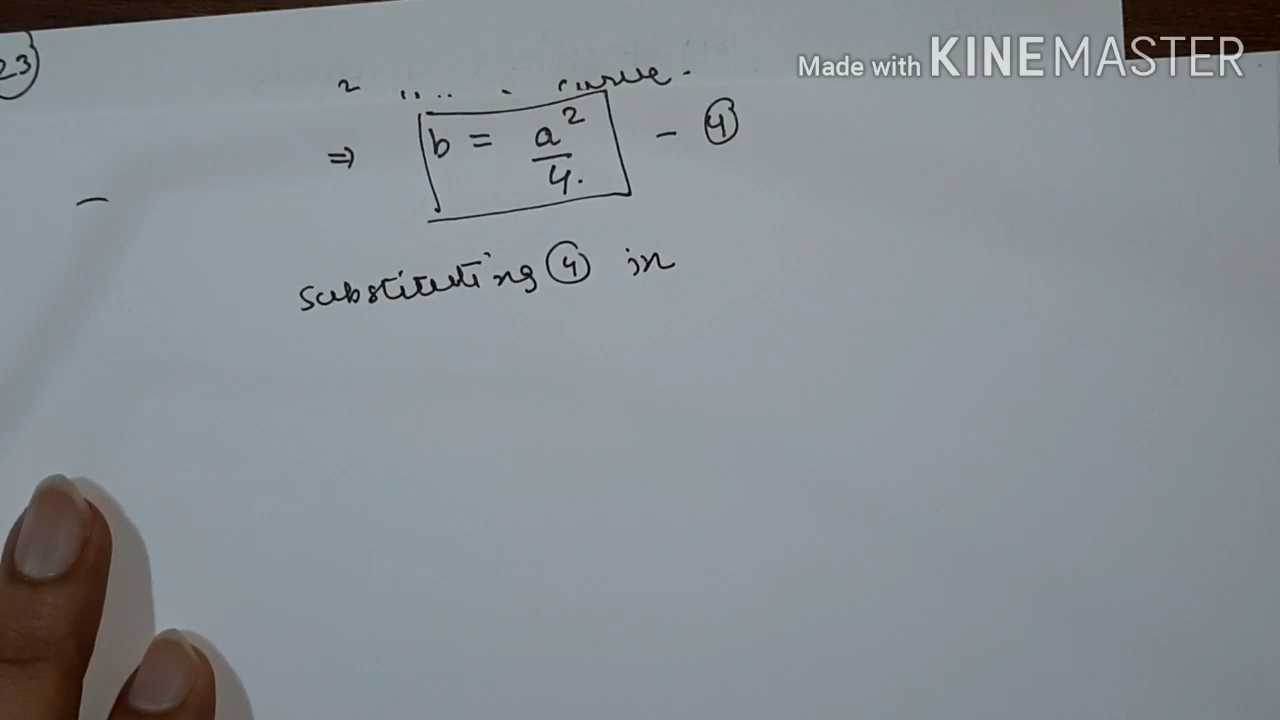 23)
Made with KINEMASTER
curve.
⇒ b = a²/4. - ④
substituting ④ in